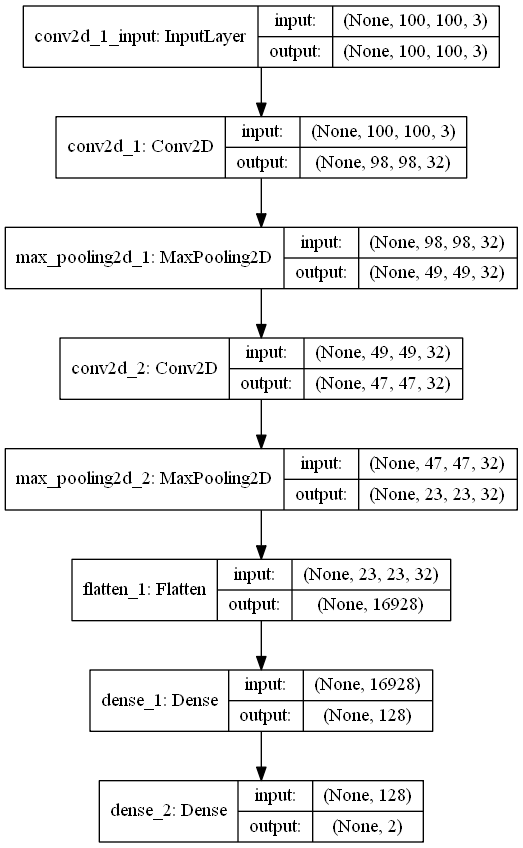 conv2d_1_input: InputLayer input: (None, 100, 100, 3)
output: (None, 100, 100, 3)
conv2d_1: Conv2D input: (None, 100, 100, 3)
output: (None, 98, 98, 32)
max_pooling2d_1: MaxPooling2D input: (None, 98, 98, 32)
output: (None, 49, 49, 32)
conv2d_2: Conv2D input: (None, 49, 49, 32)
output: (None, 47, 47, 32)
max_pooling2d_2: MaxPooling2D input: (None, 47, 47, 32)
output: (None, 23, 23, 32)
flatten_1: Flatten input: (None, 23, 23, 32)
output: (None, 16928)
dense_1: Dense input: (None, 16928)
output: (None, 128)
dense_2: Dense input: (None, 128)
output: (None, 2)